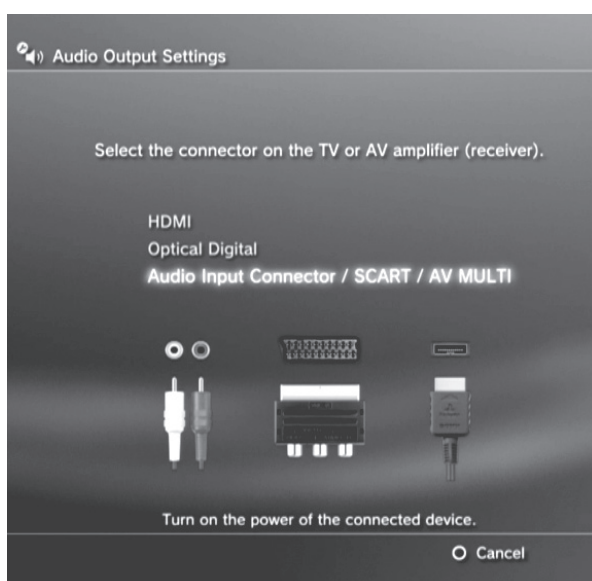 Audio Output Settings
Select the connector on the TV or AV amplifier (receiver).
HDMI
Optical Digital
Audio Input Connector / SCART / AV MULTI
Turn on the power of the connected device.
Cancel